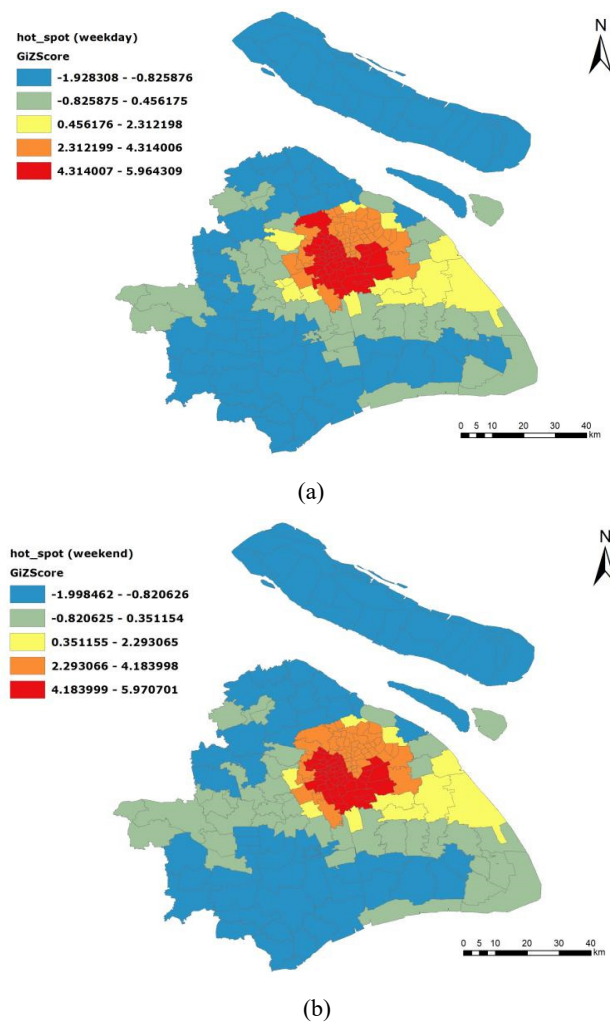 hot_spot (weekday)
GiZScore
-1.928308 - -0.825876
-0.825875 - 0.456175
0.456176 - 2.312198
2.312199 - 4.314006
4.314007 - 5.964309
N
0 5 10 20 30 40
km
(a)
hot_spot (weekend)
GiZScore
-1.998462 - -0.820626
-0.820625 - 0.351154
0.351155 - 2.293065
2.293066 - 4.183998
4.183999 - 5.970701
N
0 5 10 20 30 40
km
(b)